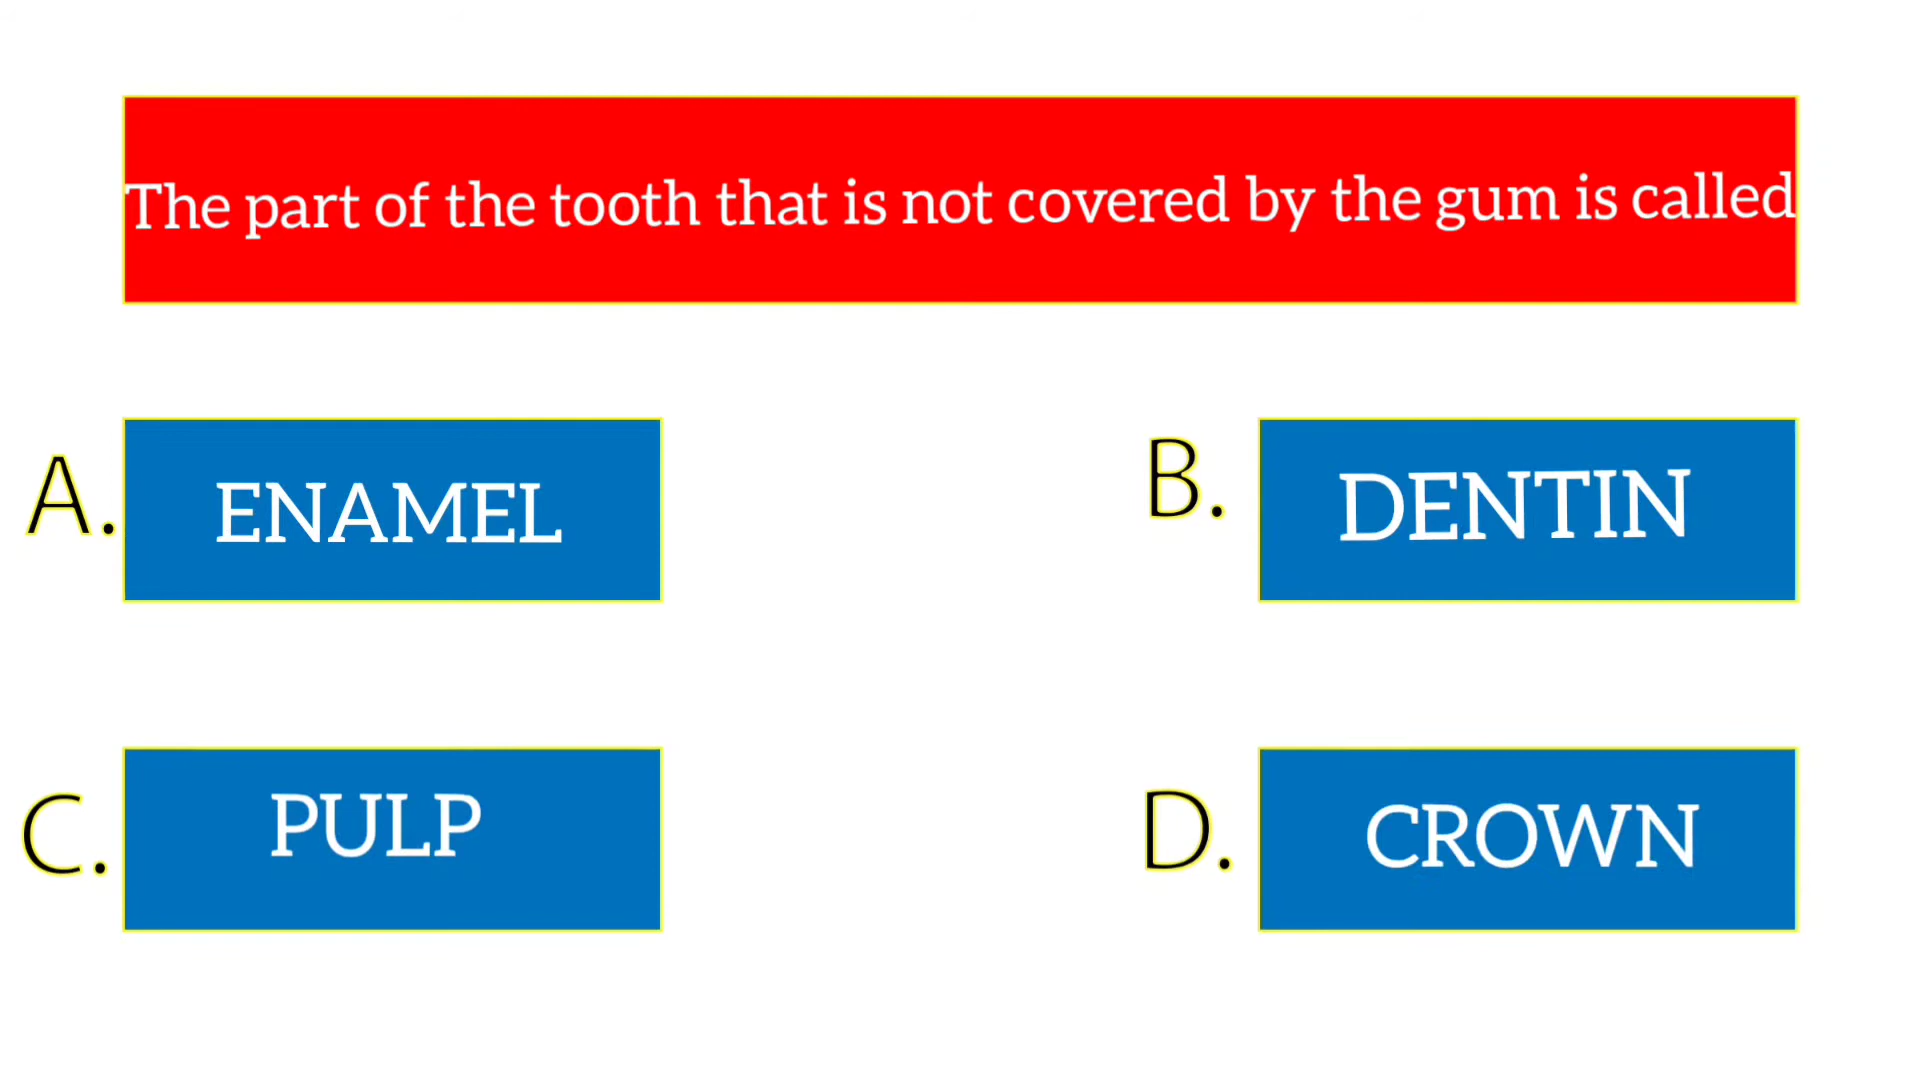 The part of the tooth that is not covered by the gum is called
A. ENAMEL
B. DENTIN
C. PULP
D. CROWN